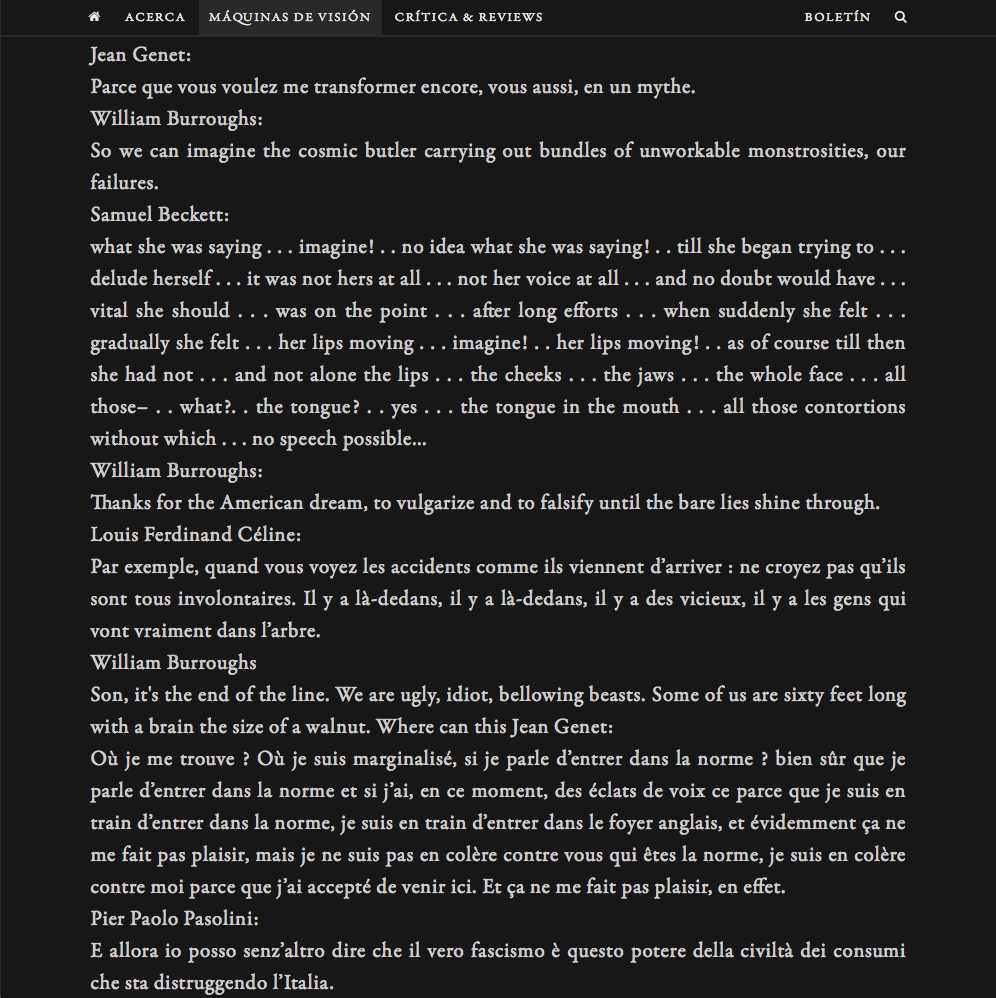 ACERCA MÁQUINAS DE VISIÓN CRÍTICA & REVIEWS BOLETÍN
Jean Genet:
Parce que vous voulez me transformer encore, vous aussi, en un mythe.
William Burroughs:
So we can imagine the cosmic butler carrying out bundles of unworkable monstrosities, our
failures.
Samuel Beckett:
what she was saying . . . imagine! . . no idea what she was saying! . . till she began trying to . . .
delude herself . . . it was not hers at all . . . not her voice at all . . . and no doubt would have . . .
vital she should . . . was on the point . . . after long efforts . . . when suddenly she felt . . .
gradually she felt . . . her lips moving . . . imagine! . . her lips moving! . . as of course till then
she had not . . . and not alone the lips . . . the cheeks . . . the jaws . . . the whole face . . . all
those– . . what?. . the tongue? . . yes . . . the tongue in the mouth . . . all those contortions
without which . . . no speech possible...
William Burroughs:
Thanks for the American dream, to vulgarize and to falsify until the bare lies shine through.
Louis Ferdinand Céline:
Par exemple, quand vous voyez les accidents comme ils viennent d’arriver : ne croyez pas qu’ils
sont tous involontaires. Il y a là-dedans, il y a là-dedans, il y a des vicieux, il y a les gens qui
vont vraiment dans l’arbre.
William Burroughs
Son, it's the end of the line. We are ugly, idiot, bellowing beasts. Some of us are sixty feet long
with a brain the size of a walnut. Where can this Jean Genet:
Où je me trouve ? Où je suis marginalisé, si je parle d’entrer dans la norme ? bien sûr que je
parle d’entrer dans la norme et si j’ai, en ce moment, des éclats de voix ce parce que je suis en
train d’entrer dans la norme, je suis en train d’entrer dans le foyer anglais, et évidemment ça ne
me fait pas plaisir, mais je ne suis pas en colère contre vous qui êtes la norme, je suis en colère
contre moi parce que j’ai accepté de venir ici. Et ça ne me fait pas plaisir, en effet.
Pier Paolo Pasolini:
E allora io posso senz’altro dire che il vero fascismo è questo potere della civiltà dei consumi
che sta distruggendo l’Italia.